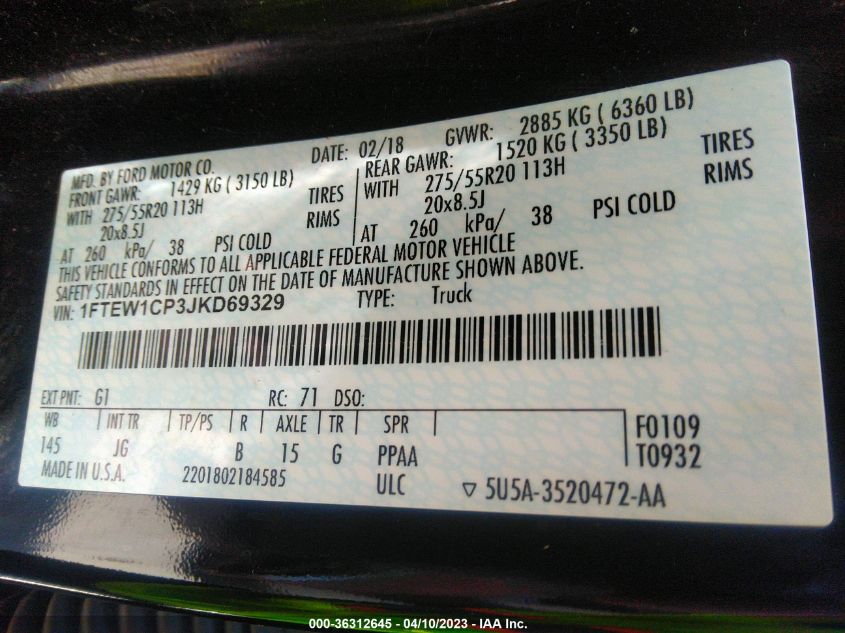 MFD. BY FORD MOTOR CO.
DATE: 02/18 GVWR: 2885 KG ( 6360 LB)
FRONT GAWR: 1429 KG ( 3150 LB)
REAR GAWR: 1520 KG ( 3350 LB)
WITH 275/55R20 113H TIRES
WITH 275/55R20 113H TIRES
20x8.5J RIMS
20x8.5J RIMS
AT 260 kPa/ 38 PSI COLD
AT 260 kPa/ 38 PSI COLD
THIS VEHICLE CONFORMS TO ALL APPLICABLE FEDERAL MOTOR VEHICLE
SAFETY STANDARDS IN EFFECT ON THE DATE OF MANUFACTURE SHOWN ABOVE.
VIN: 1FTEW1CP3JKD69329 TYPE: Truck
EXT PNT: G1 RC: 71 DSO:
WB INT TR TP/PS R AXLE TR SPR F0109
145 JG B 15 G PPAA T0932
MADE IN U.S.A. 2201802184585 ULC ▽ 5U5A-3520472-AA
000-36312645 - 04/10/2023 - IAA Inc.